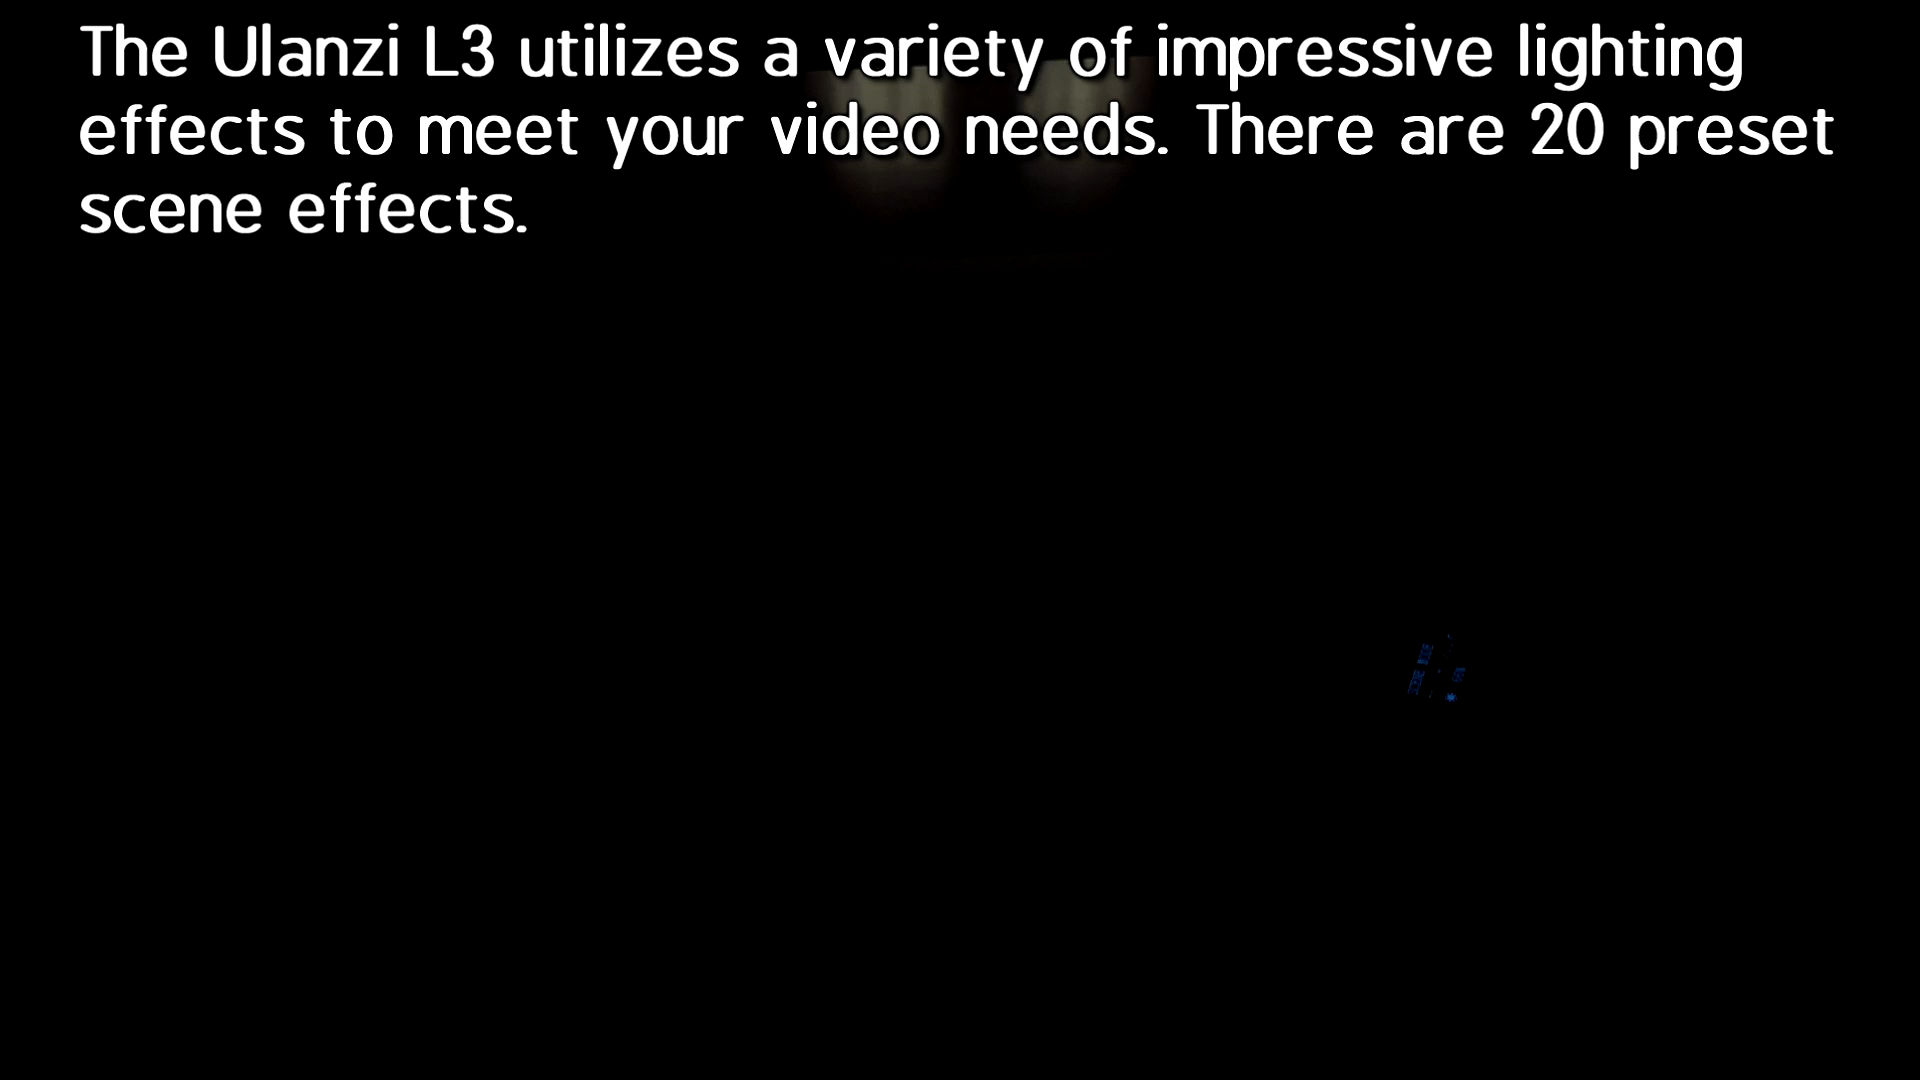 The Ulanzi L3 utilizes a variety of impressive lighting
effects to meet your video needs. There are 20 preset
scene effects.